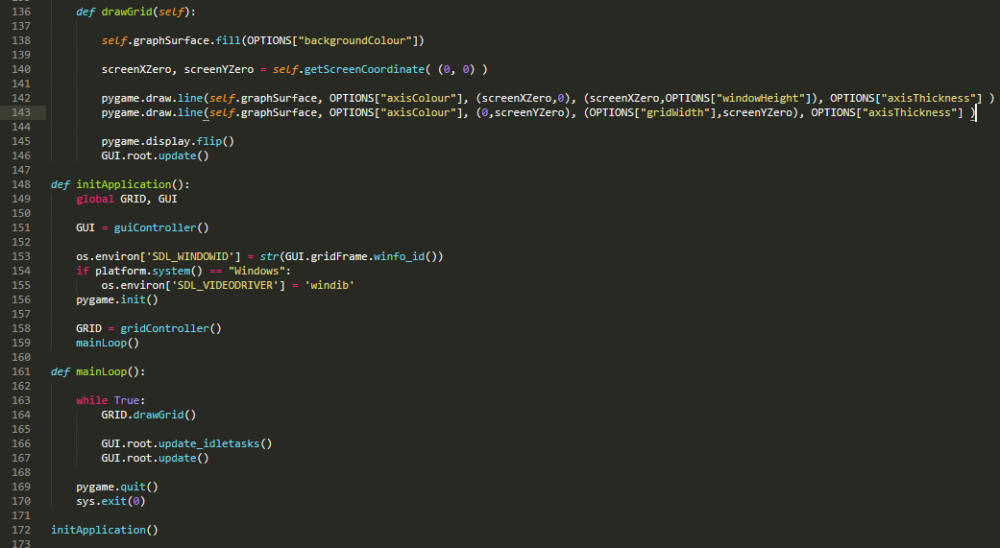 136 def drawGrid(self):
137
138 self.graphSurface.fill(OPTIONS["backgroundColour"])
139
140 screenXZero, screenYZero = self.getScreenCoordinate( (0, 0) )
141
142 pygame.draw.line(self.graphSurface, OPTIONS["axisColour"], (screenXZero,0), (screenXZero,OPTIONS["windowHeight"]), OPTIONS["axisThickness"] )
143 pygame.draw.line(self.graphSurface, OPTIONS["axisColour"], (0,screenYZero), (OPTIONS["gridWidth"],screenYZero), OPTIONS["axisThickness"] )
144
145 pygame.display.flip()
146 GUI.root.update()
147
148 def initApplication():
149 global GRID, GUI
150
151 GUI = guiController()
152
153 os.environ['SDL_WINDOWID'] = str(GUI.gridFrame.winfo_id())
154 if platform.system() == "Windows":
155 os.environ['SDL_VIDEODRIVER'] = 'windib'
156 pygame.init()
157
158 GRID = gridController()
159 mainLoop()
160
161 def mainLoop():
162
163 while True:
164 GRID.drawGrid()
165
166 GUI.root.update_idletasks()
167 GUI.root.update()
168
169 pygame.quit()
170 sys.exit(0)
171
172 initApplication()
173